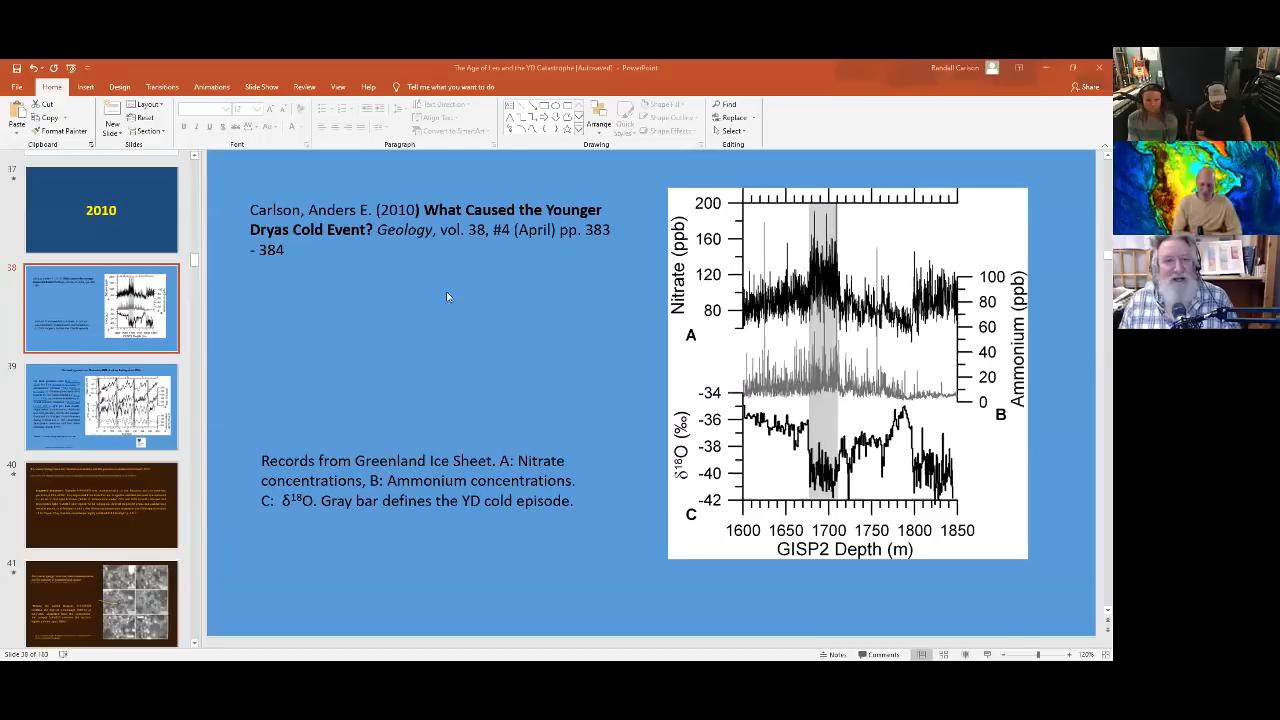 The Age of Leo and the YD Catastrophe [Autosaved] - PowerPoint
Randall Carlson
File Home Insert Design Transitions Animations Slide Show Review View Help Tell me what you want to do Share
Cut
Copy
Format Painter
Paste
Clipboard
New
Slide
Layout
Reset
Section
Slides
12
Font
Text Direction
Align Text
Convert to SmartArt
Paragraph
Arrange
Quick
Styles
Shape Fill
Shape Outline
Shape Effects
Drawing
Find
Replace
Select
Editing
37
2010
38
39
40
41
Carlson, Anders E. (2010) What Caused the Younger
Dryas Cold Event? Geology, vol. 38, #4 (April) pp. 383
- 384
Records from Greenland Ice Sheet. A: Nitrate
concentrations, B: Ammonium concentrations.
C: δ¹⁸O. Gray bar defines the YD cold episode.
Nitrate (ppb)
200
160
120
80
A
Ammonium (ppb)
100
80
60
40
20
0
B
δ¹⁸O (‰)
-34
-36
-38
-40
-42
C
1600 1650 1700 1750 1800 1850
GISP2 Depth (m)
Slide 38 of 183
Notes Comments 120%